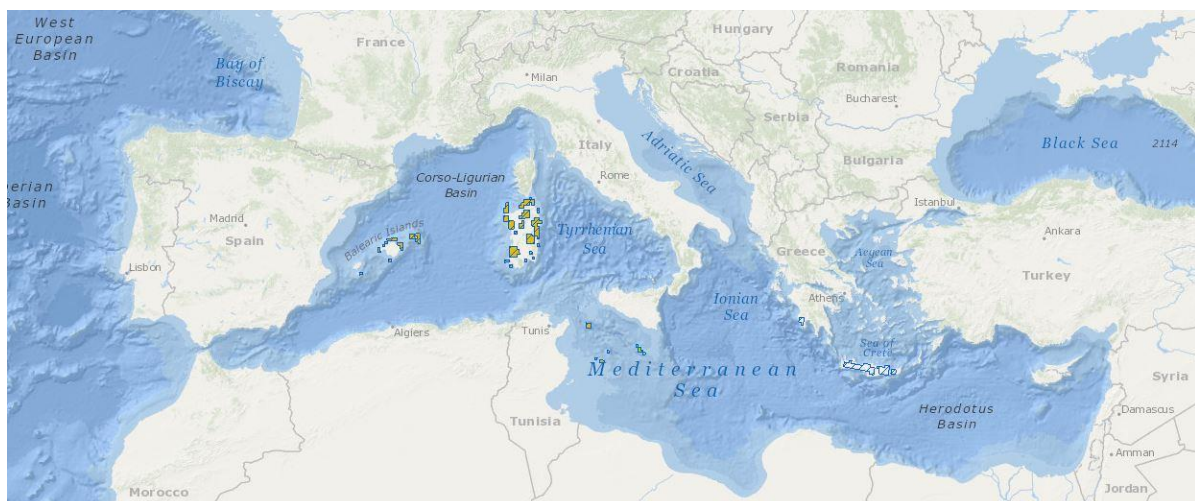 West
European
Basin
Bay of
Biscay
France
Hungary
Romania
Croatia
Milan
Bucharest
Serbia
Italy
Adriatic Sea
Black Sea
2114
Bulgaria
Corso-Ligurian
Basin
Rome
Istanbul
Basin
Madrid
Spain
Balearic Islands
Tyrrhenian
Sea
Ankara
Greece
Aegean
Sea
Turkey
Lisbon
Ionian
Sea
Athens
Algiers
Tunis
Sea of
Crete
Mediterranean
Sea
Syria
Herodotus
Basin
Tunisia
Damascus
Amman
Jordan
Morocco